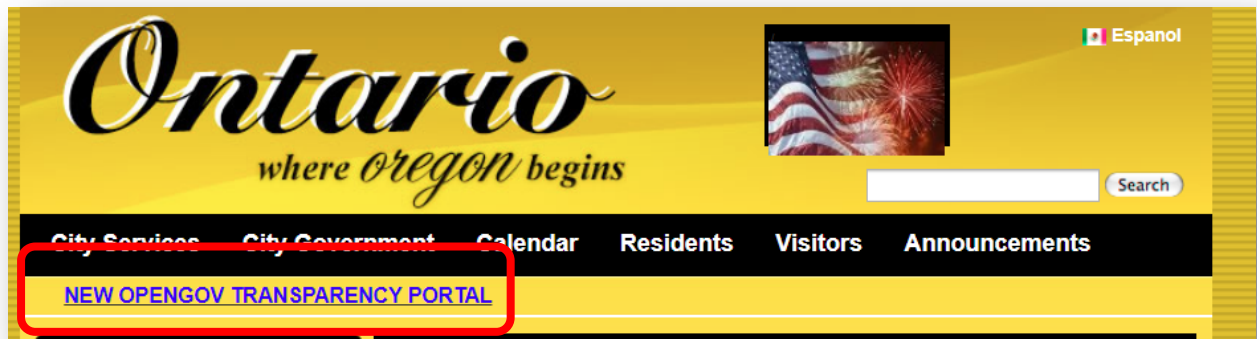 Ontario
where oregon begins
Espanol
Search
City Services City Government Calendar Residents Visitors Announcements
NEW OPENGOV TRANSPARENCY PORTAL